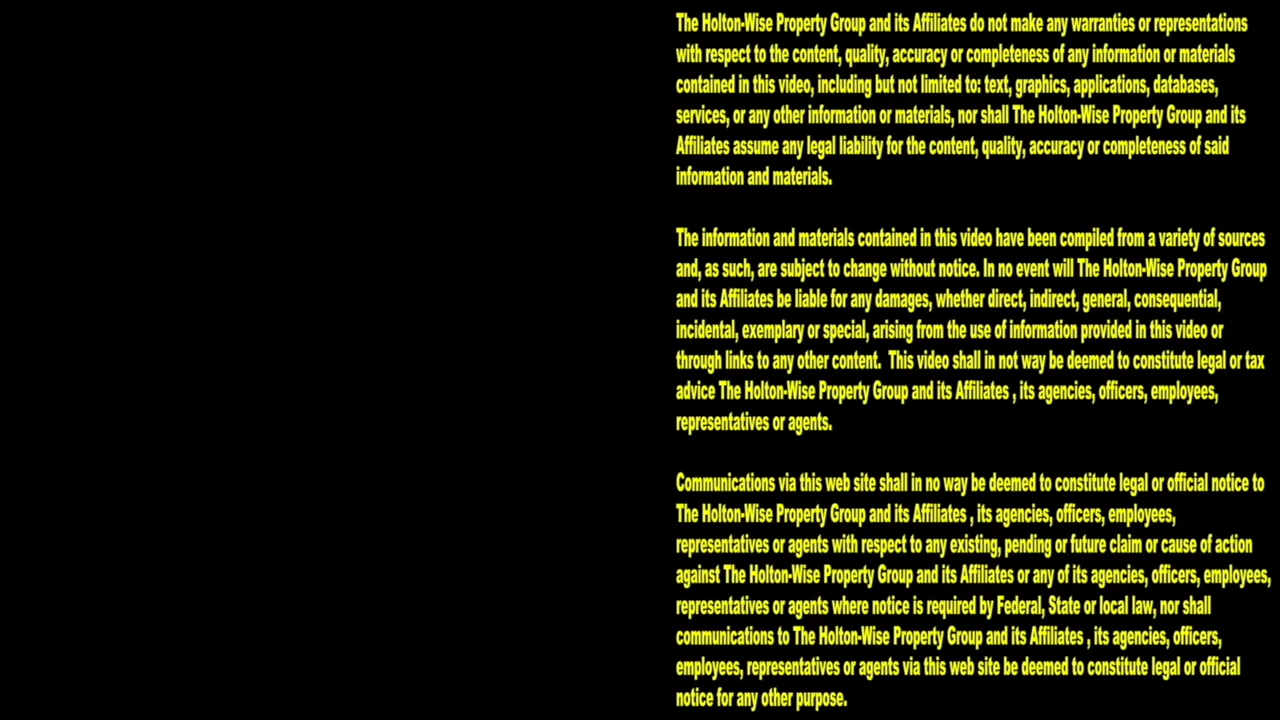 The Holton-Wise Property Group and its Affiliates do not make any warranties or representations
with respect to the content, quality, accuracy or completeness of any information or materials
contained in this video, including but not limited to: text, graphics, applications, databases,
services, or any other information or materials, nor shall The Holton-Wise Property Group and its
Affiliates assume any legal liability for the content, quality, accuracy or completeness of said
information and materials.
The information and materials contained in this video have been compiled from a variety of sources
and, as such, are subject to change without notice. In no event will The Holton-Wise Property Group
and its Affiliates be liable for any damages, whether direct, indirect, general, consequential,
incidental, exemplary or special, arising from the use of information provided in this video or
through links to any other content.  This video shall in not way be deemed to constitute legal or tax
advice The Holton-Wise Property Group and its Affiliates , its agencies, officers, employees,
representatives or agents.
Communications via this web site shall in no way be deemed to constitute legal or official notice to
The Holton-Wise Property Group and its Affiliates , its agencies, officers, employees,
representatives or agents with respect to any existing, pending or future claim or cause of action
against The Holton-Wise Property Group and its Affiliates or any of its agencies, officers, employees,
representatives or agents where notice is required by Federal, State or local law, nor shall
communications to The Holton-Wise Property Group and its Affiliates , its agencies, officers,
employees, representatives or agents via this web site be deemed to constitute legal or official
notice for any other purpose.